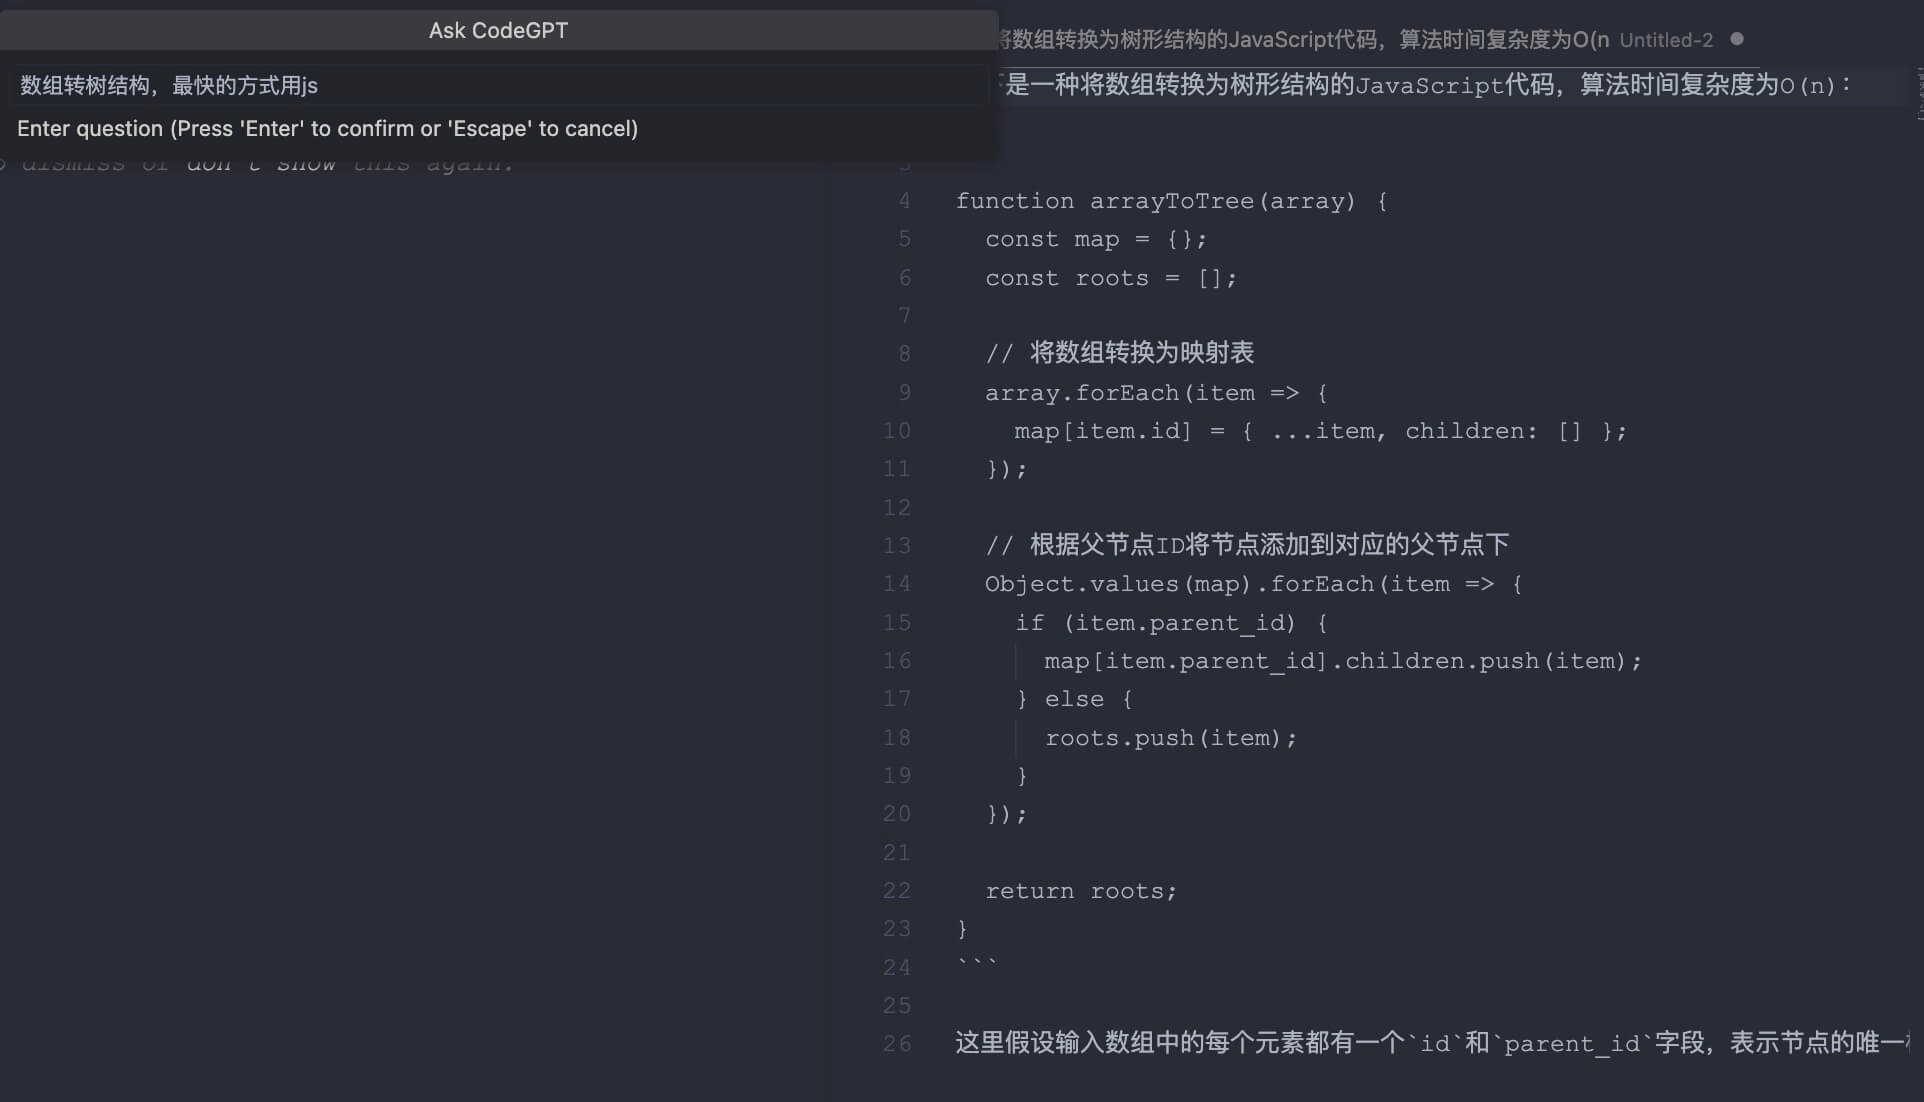 Ask CodeGPT
数组转树结构，最快的方式用js
Enter question (Press 'Enter' to confirm or 'Escape' to cancel)
dismiss or don't show this again.
将数组转换为树形结构的JavaScript代码，算法时间复杂度为O(n Untitled-2
是一种将数组转换为树形结构的JavaScript代码，算法时间复杂度为O(n)：
3
4 function arrayToTree(array) {
5 const map = {};
6 const roots = [];
7
8 // 将数组转换为映射表
9 array.forEach(item => {
10 map[item.id] = { ...item, children: [] };
11 });
12
13 // 根据父节点ID将节点添加到对应的父节点下
14 Object.values(map).forEach(item => {
15 if (item.parent_id) {
16 map[item.parent_id].children.push(item);
17 } else {
18 roots.push(item);
19 }
20 });
21
22 return roots;
23 }
24 ```
25
26 这里假设输入数组中的每个元素都有一个`id`和`parent_id`字段，表示节点的唯一